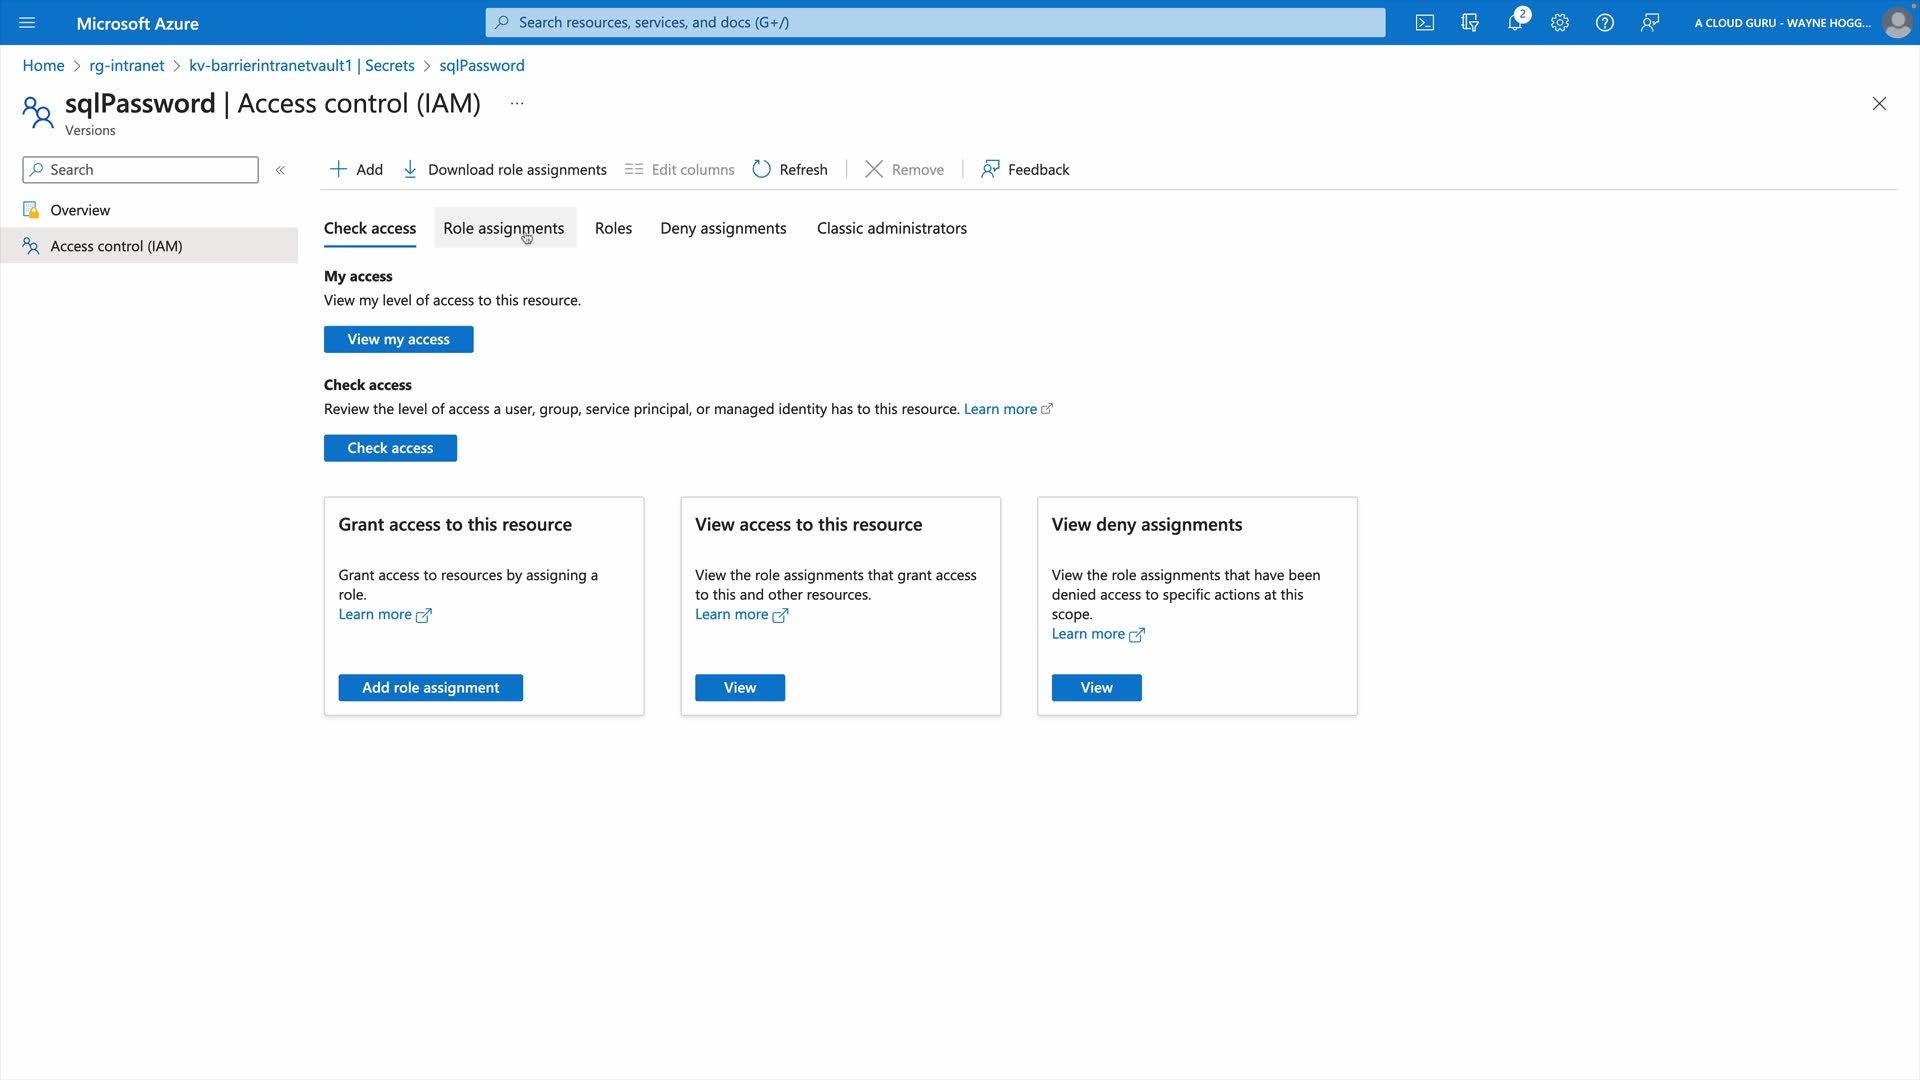 Microsoft Azure
Search resources, services, and docs (G+/)
2
A CLOUD GURU - WAYNE HOGG...
Home > rg-intranet > kv-barrierintranetvault1 | Secrets > sqlPassword
sqlPassword | Access control (IAM) ...
Versions
Search
«
Add
Download role assignments
Edit columns
Refresh
Remove
Feedback
Overview
Access control (IAM)
Check access
Role assignments
Roles
Deny assignments
Classic administrators
My access
View my level of access to this resource.
View my access
Check access
Review the level of access a user, group, service principal, or managed identity has to this resource. Learn more
Check access
Grant access to this resource
Grant access to resources by assigning a
role.
Learn more
Add role assignment
View access to this resource
View the role assignments that grant access
to this and other resources.
Learn more
View
View deny assignments
View the role assignments that have been
denied access to specific actions at this
scope.
Learn more
View